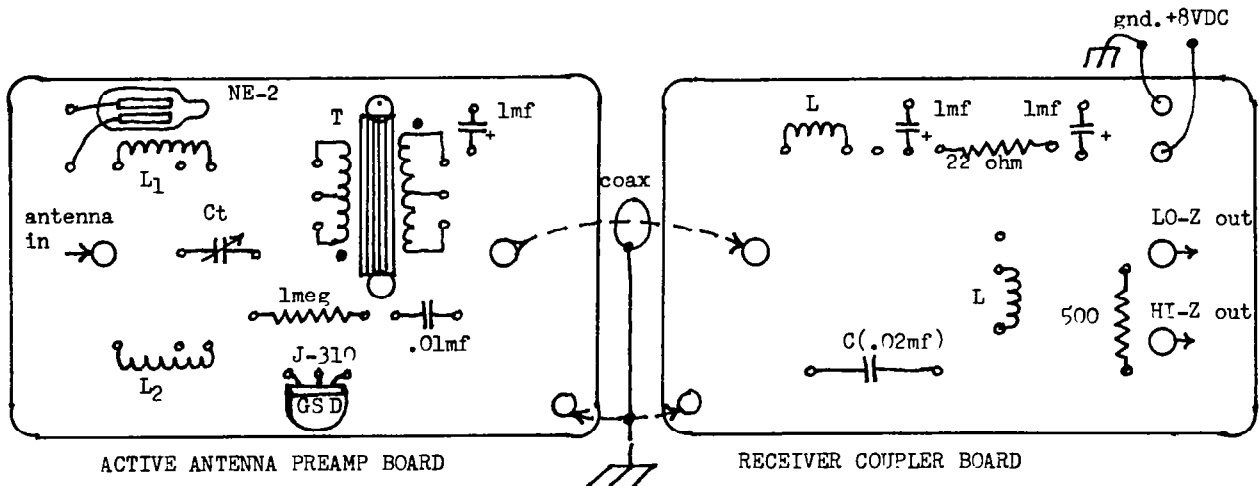 gnd. +8VDC
NE-2
T
1mf
+
L
1mf
1mf
+
+
L1
22 ohm
coax
antenna
in
Ct
LO-Z out
1meg
L
500
HI-Z out
.01mf
C(.02mf)
J-310
L2
GSD
ACTIVE ANTENNA PREAMP BOARD
RECEIVER COUPLER BOARD